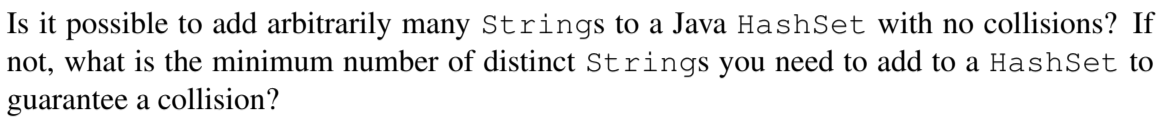 Is it possible to add arbitrarily many Strings to a Java HashSet with no collisions? If
not, what is the minimum number of distinct Strings you need to add to a HashSet to
guarantee a collision?